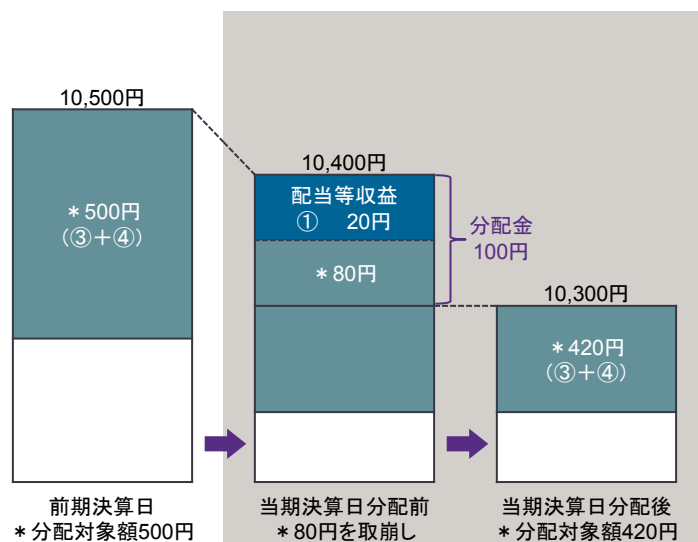 10,500円
＊500円
（③＋④）
前期決算日
＊分配対象額500円
10,400円
配当等収益
①　20円
＊80円
分配金
100円
当期決算日分配前
＊80円を取崩し
10,300円
＊420円
（③＋④）
当期決算日分配後
＊分配対象額420円